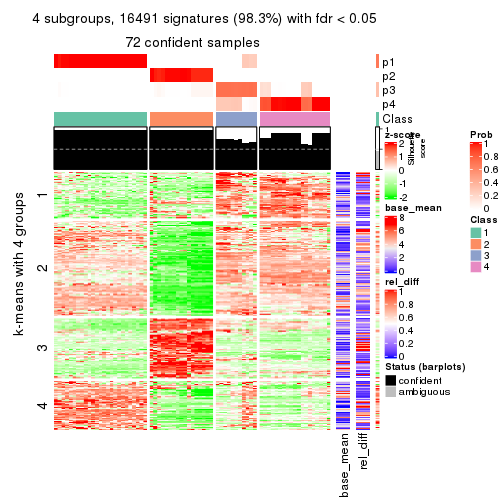 4 subgroups, 16491 signatures (98.3%) with fdr < 0.05
72 confident samples
p1
p2
p3
p4
Class
1
Silhouette
score
k-means with 4 groups
1
2
3
4
base_mean
rel_diff
z-score
2
1
0
-1
-2
base_mean
8
6
4
2
0
rel_diff
1
0.8
0.6
0.4
0.2
0
Status (barplots)
confident
ambiguous
Prob
1
0.8
0.6
0.4
0.2
0
Class
1
2
3
4